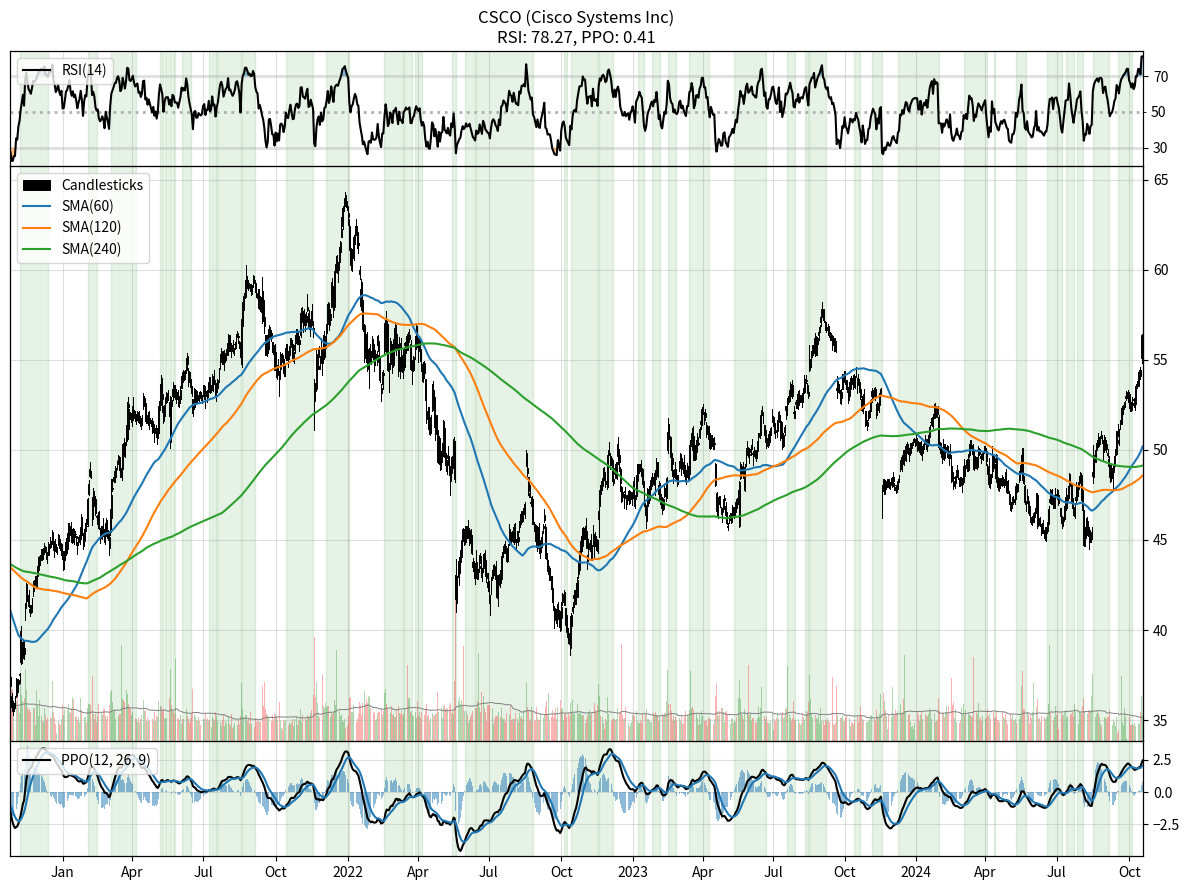 CSCO (Cisco Systems Inc)
RSI: 78.27, PPO: 0.41
RSI(14)
70
50
30
Candlesticks
SMA(60)
SMA(120)
SMA(240)
65
60
55
50
45
40
35
PPO(12, 26, 9)
2.5
0.0
−2.5
Jan Apr Jul Oct 2022 Apr Jul Oct 2023 Apr Jul Oct 2024 Apr Jul Oct